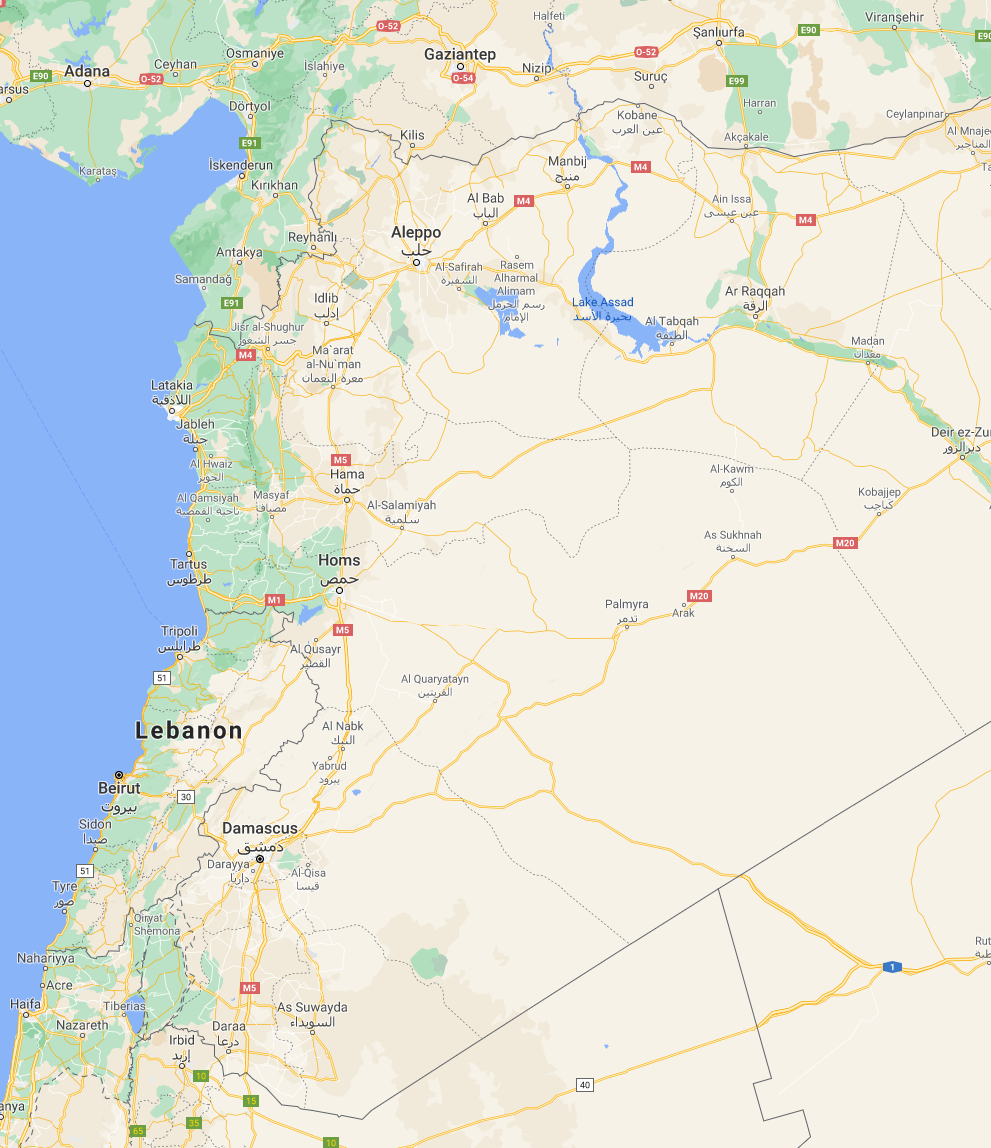 Halfeti
Viranşehir
O-52
Şanlıurfa
E90
E90
Osmaniye
Gaziantep
O-52
Ceyhan
İslahiye
Adana
E90
O-52
O-54
Nizip
Suruç
E99
arsus
Dörtyol
Harran
Kobane
عين العرب
Ceylanpınar
Kilis
Akçakale
Al Mnajee
المناجير
E91
İskenderun
Manbij
منبج
M4
Karataş
Kırıkhan
Al Bab
الباب
M4
Ain Issa
عين عيسى
M4
Reyhanlı
Aleppo
حلب
Antakya
Al-Safirah
السفيرة
Rasem
Alharmal
Alimam
رسم الحرمل
الإمام
Samandağ
E91
Idlib
إدلب
Lake Assad
بحيرة الأسد
Ar Raqqah
الرقة
Jisr al-Shughur
جسر الشغور
Al Tabqah
الطبقة
M4
Ma`arat
al-Nu`man
معرة النعمان
Madan
معدان
Latakia
اللاذقية
Jableh
جبلة
Deir ez-Zur
ديرالزور
Al Hwaiz
الحويز
M5
Hama
حماة
Al-Kawm
الكوم
Al Qamsiyah
ناحية القمصية
Masyaf
مصياف
Al-Salamiyah
سلمية
Kobajjep
كباجب
As Sukhnah
السخنة
M20
Tartus
طرطوس
Homs
حمص
M1
M20
Palmyra
تدمر
Arak
Tripoli
طرابلس
M5
Al Qusayr
القصير
51
Al Quaryatayn
القريتين
Lebanon
Al Nabk
النبك
Yabrud
يبرود
Beirut
بيروت
30
Sidon
صيدا
Damascus
دمشق
51
Darayya
داريا
Al-Qisa
قيسا
Tyre
صور
Qiryat
Shemona
Nahariyya
1
Acre
M5
Haifa
Tiberias
As Suwayda
السويداء
Nazareth
Daraa
درعا
Irbid
إربد
10
40
15
anya
35
65
10